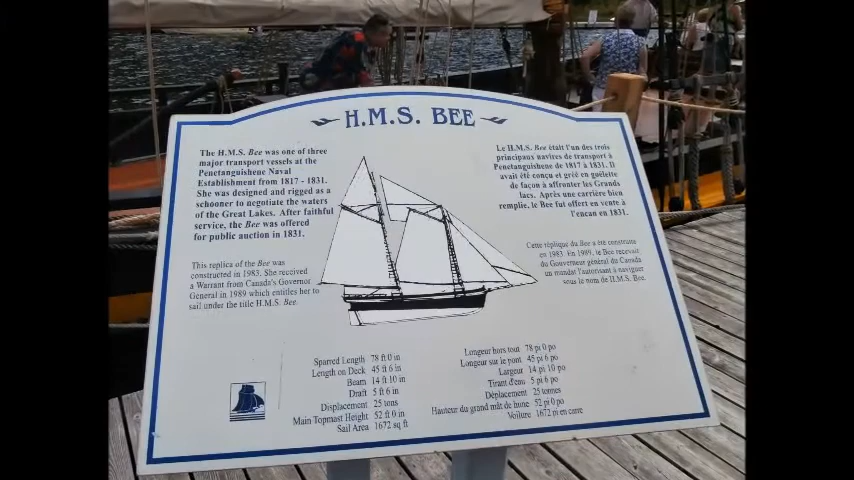 H.M.S. BEE
The H.M.S. Bee was one of three
major transport vessels at the
Penetanguishene Naval
Establishment from 1817 - 1831.
She was designed and rigged as a
schooner to negotiate the waters
of the Great Lakes. After faithful
service, the Bee was offered
for public auction in 1831.
This replica of the Bee was
constructed in 1983. She received
a Warrant from Canada's Governor
General in 1989 which entitles her to
sail under the title H.M.S. Bee.
Le H.M.S. Bee était l'un des trois
principaux navires de transport à
Penetanguishene de 1817 à 1831. Il
avait été conçu et gréé en goélette
de façon à affronter les Grands
lacs. Après une carrière bien
remplie, le Bee fut offert en vente à
l'encan en 1831.
Cette réplique du Bee a été construite
en 1983. En 1989, le Bee recevait
du Gouverneur général du Canada
un mandat l'autorisant à naviguer
sous le nom de H.M.S. Bee.
Sparred Length 78 ft 0 in
Length on Deck 45 ft 6 in
Beam 14 ft 10 in
Draft 5 ft 6 in
Displacement 25 tons
Main Topmast Height 52 ft 0 in
Sail Area 1672 sq ft
Longeur hors tout 78 pi 0 po
Longeur sur le pont 45 pi 6 po
Largeur 14 pi 10 po
Tirant d'eau 5 pi 6 po
Déplacement 25 tonnes
Hauteur du grand mât de hune 52 pi 0 po
Voilure 1672 pi en carre